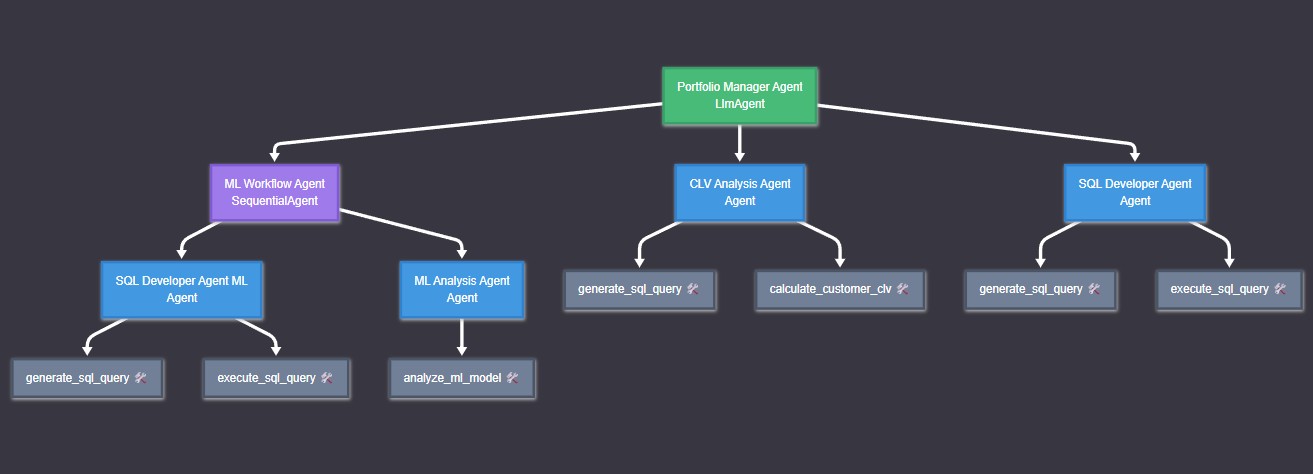 Portfolio Manager Agent
LlmAgent
ML Workflow Agent
SequentialAgent
CLV Analysis Agent
Agent
SQL Developer Agent
Agent
SQL Developer Agent ML
Agent
ML Analysis Agent
Agent
generate_sql_query
calculate_customer_clv
generate_sql_query
execute_sql_query
generate_sql_query
execute_sql_query
analyze_ml_model